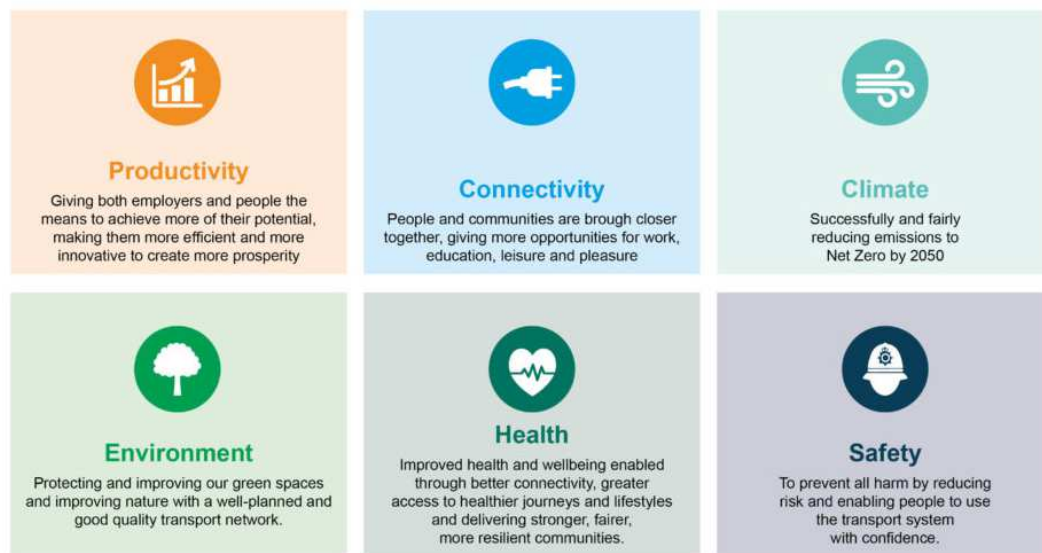 Productivity
Giving both employers and people the
means to achieve more of their potential,
making them more efficient and more
innovative to create more prosperity
Connectivity
People and communities are brough closer
together, giving more opportunities for work,
education, leisure and pleasure
Climate
Successfully and fairly
reducing emissions to
Net Zero by 2050
Environment
Protecting and improving our green spaces
and improving nature with a well-planned and
good quality transport network.
Health
Improved health and wellbeing enabled
through better connectivity, greater
access to healthier journeys and lifestyles
and delivering stronger, fairer,
more resilient communities.
Safety
To prevent all harm by reducing
risk and enabling people to use
the transport system
with confidence.